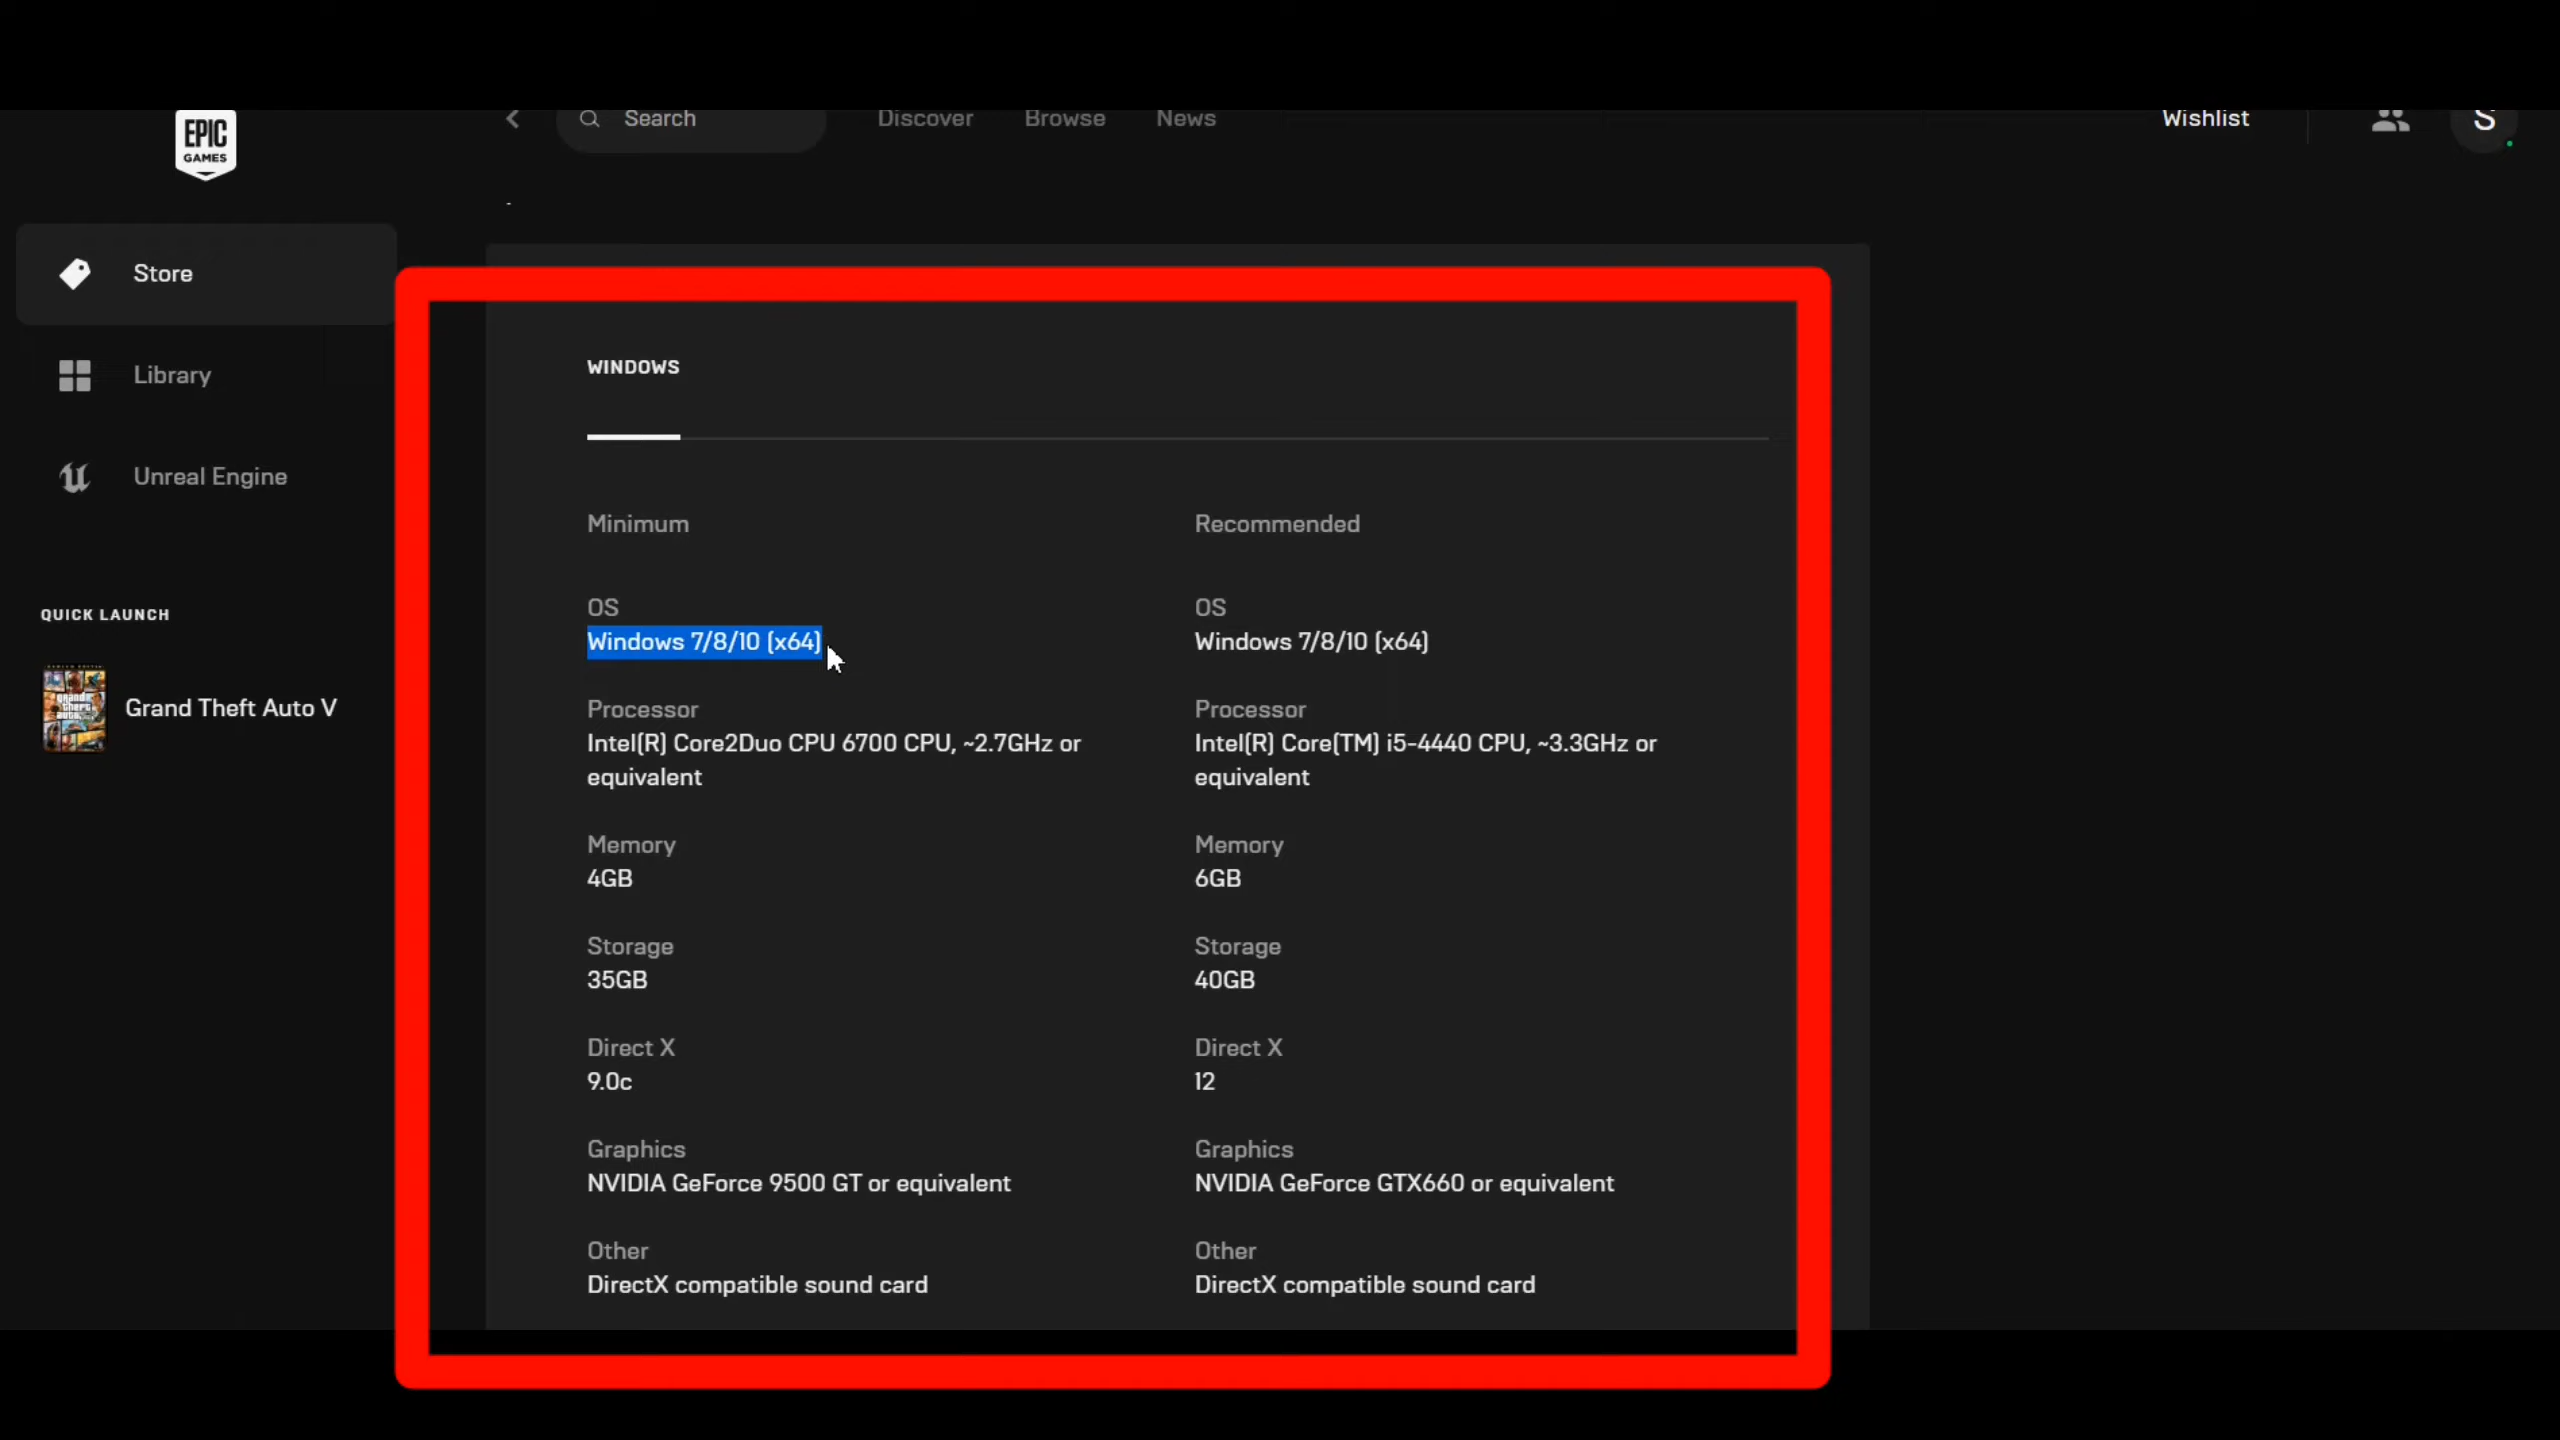 EPIC
GAMES
Search
Discover
Browse
News
Wishlist
S
Store
Library
Unreal Engine
QUICK LAUNCH
grand
theft
auto
Grand Theft Auto V
WINDOWS
Minimum
OS
Windows 7/8/10 (x64)
Processor
Intel(R) Core2Duo CPU 6700 CPU, ~2.7GHz or
equivalent
Memory
4GB
Storage
35GB
Direct X
9.0c
Graphics
NVIDIA GeForce 9500 GT or equivalent
Other
DirectX compatible sound card
Recommended
OS
Windows 7/8/10 (x64)
Processor
Intel(R) Core(TM) i5-4440 CPU, ~3.3GHz or
equivalent
Memory
6GB
Storage
40GB
Direct X
12
Graphics
NVIDIA GeForce GTX660 or equivalent
Other
DirectX compatible sound card